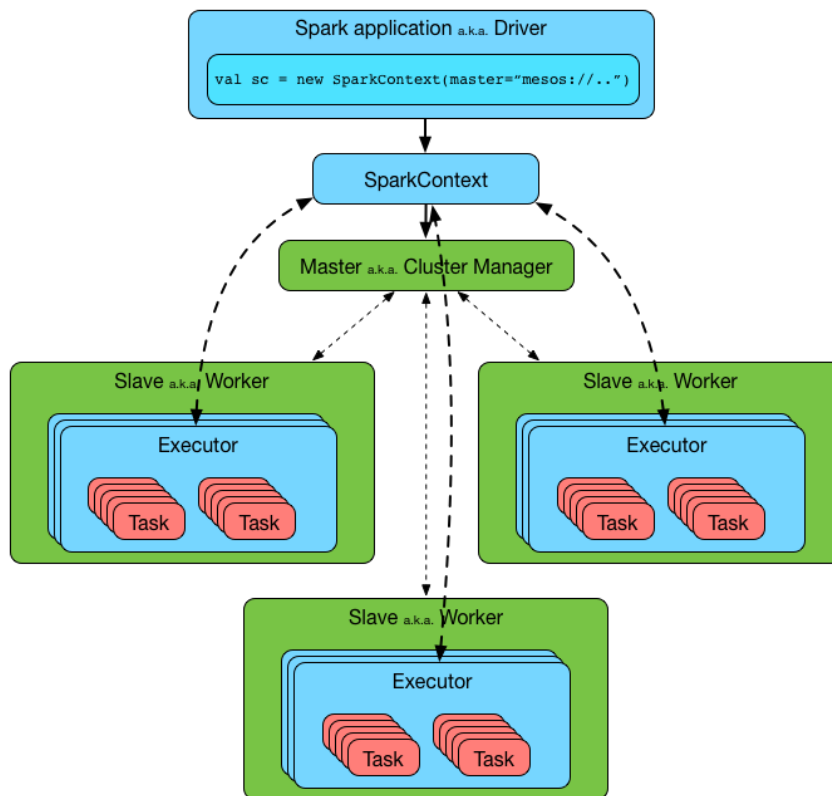 Spark application a.k.a. Driver
val sc = new SparkContext(master=“mesos://..”)
SparkContext
Master a.k.a. Cluster Manager
Slave a.k.a. Worker
Executor
Task
Task
Slave a.k.a. Worker
Executor
Task
Task
Slave a.k.a. Worker
Executor
Task
Task